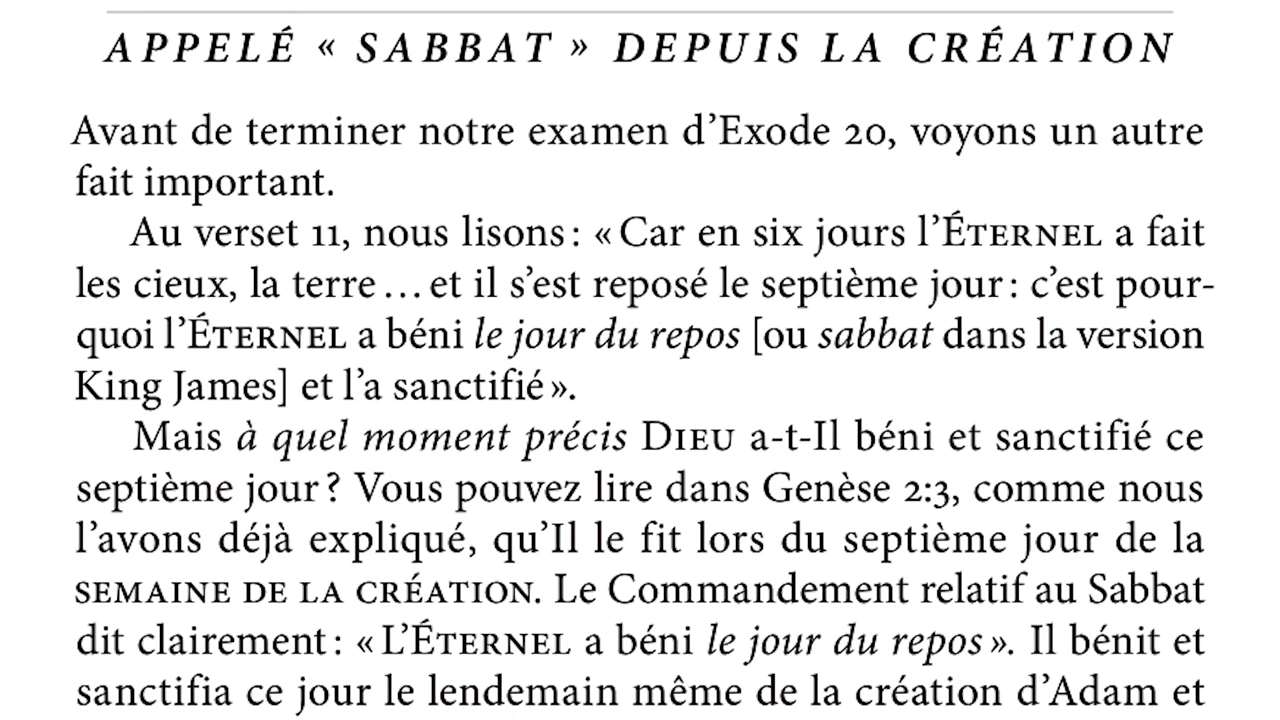 APPELÉ « SABBAT » DEPUIS LA CRÉATION
Avant de terminer notre examen d’Exode 20, voyons un autre
fait important.
Au verset 11, nous lisons : « Car en six jours l’ÉTERNEL a fait
les cieux, la terre … et il s’est reposé le septième jour : c’est pour-
quoi l’ÉTERNEL a béni le jour du repos [ou sabbat dans la version
King James] et l’a sanctifié ».
Mais à quel moment précis DIEU a-t-Il béni et sanctifié ce
septième jour ? Vous pouvez lire dans Genèse 2:3, comme nous
l’avons déjà expliqué, qu’Il le fit lors du septième jour de la
SEMAINE DE LA CRÉATION. Le Commandement relatif au Sabbat
dit clairement : « L’ÉTERNEL a béni le jour du repos ». Il bénit et
sanctifia ce jour le lendemain même de la création d’Adam et